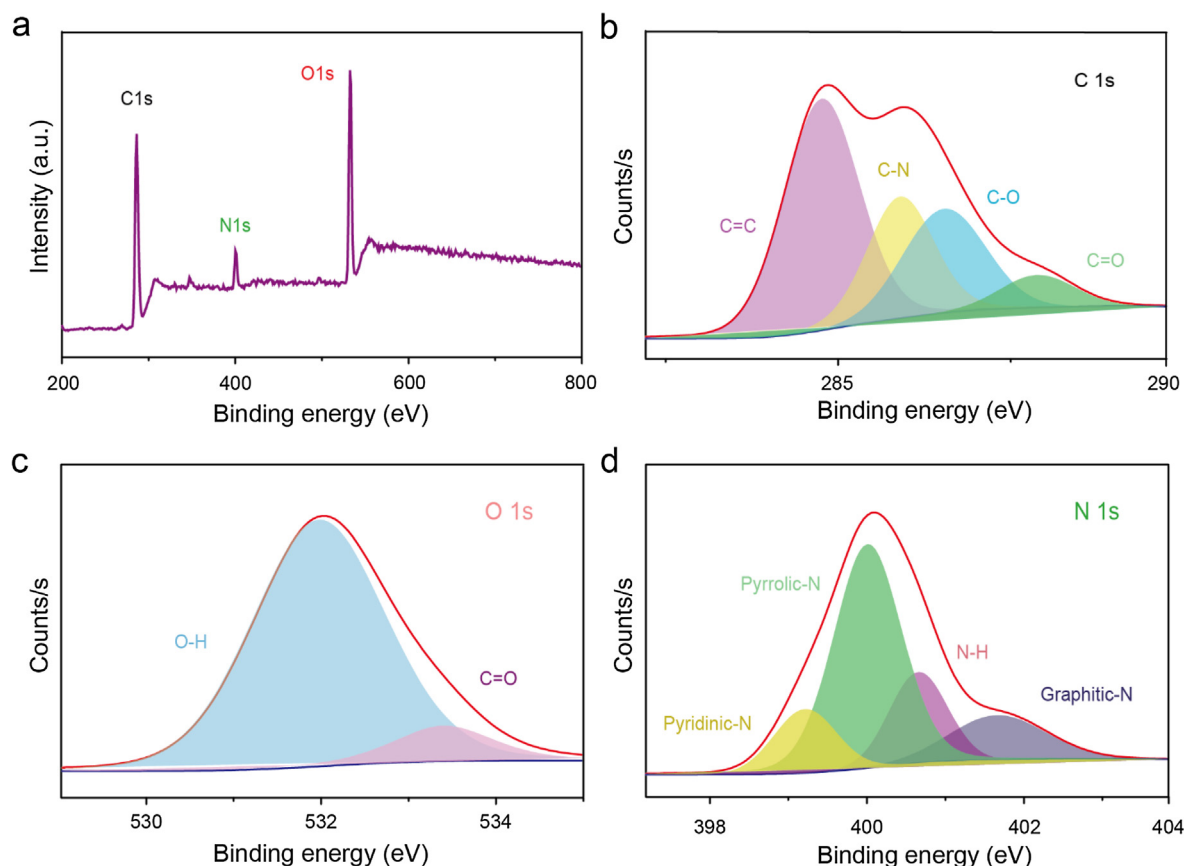 a
Intensity (a.u.)
C1s
N1s
O1s
200
400
600
800
Binding energy (eV)
b
Counts/s
C 1s
C=C
C-N
C-O
C=O
285
290
Binding energy (eV)
c
Counts/s
O 1s
O-H
C=O
530
532
534
Binding energy (eV)
d
Counts/s
N 1s
Pyrrolic-N
N-H
Graphitic-N
Pyridinic-N
398
400
402
404
Binding energy (eV)